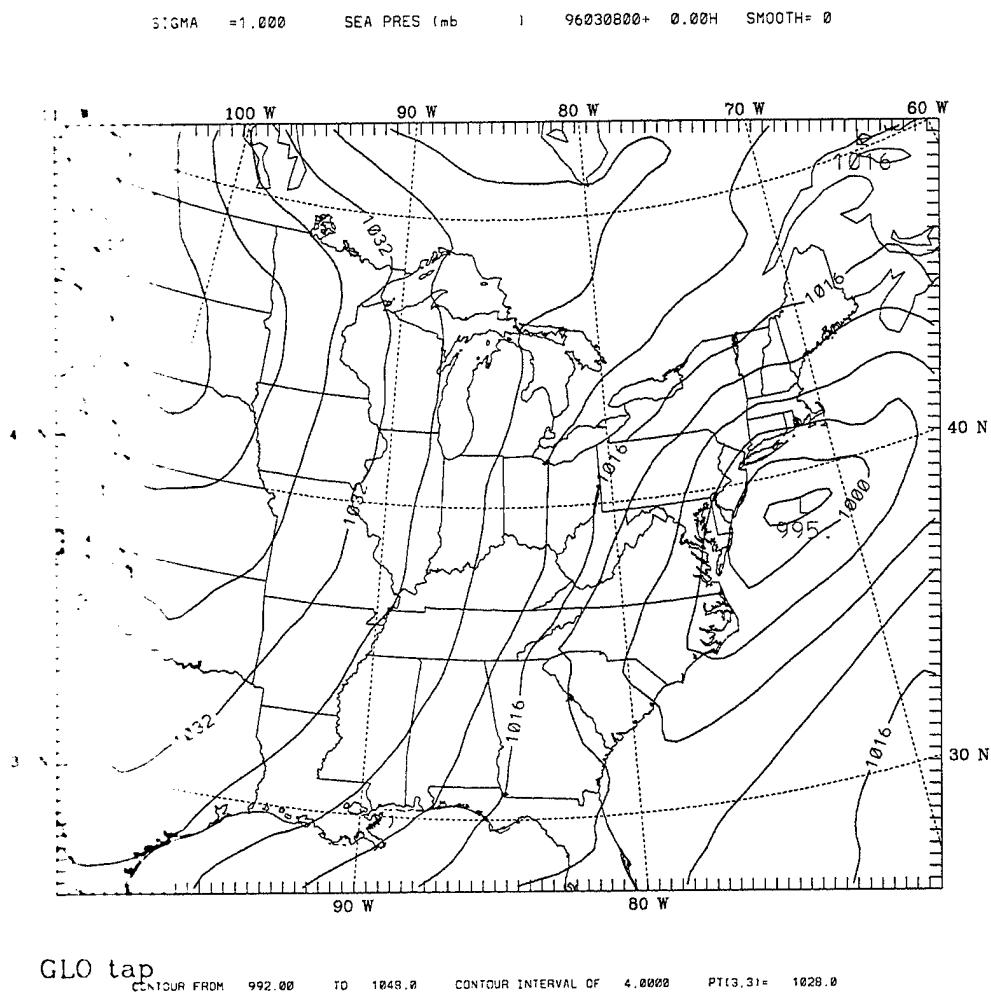 SIGMA =1.000 SEA PRES (mb ) 96030800+ 0.00H SMOOTH= 0
100 W 90 W 80 W 70 W 60 W
1016
1032
1016
4 40 N
1016
1000
995.
1032
1016
1016
3 30 N
90 W 80 W
GLO tap
CONTOUR FROM 992.00 TO 1048.0 CONTOUR INTERVAL OF 4.0000 PT(3,3)= 1028.0